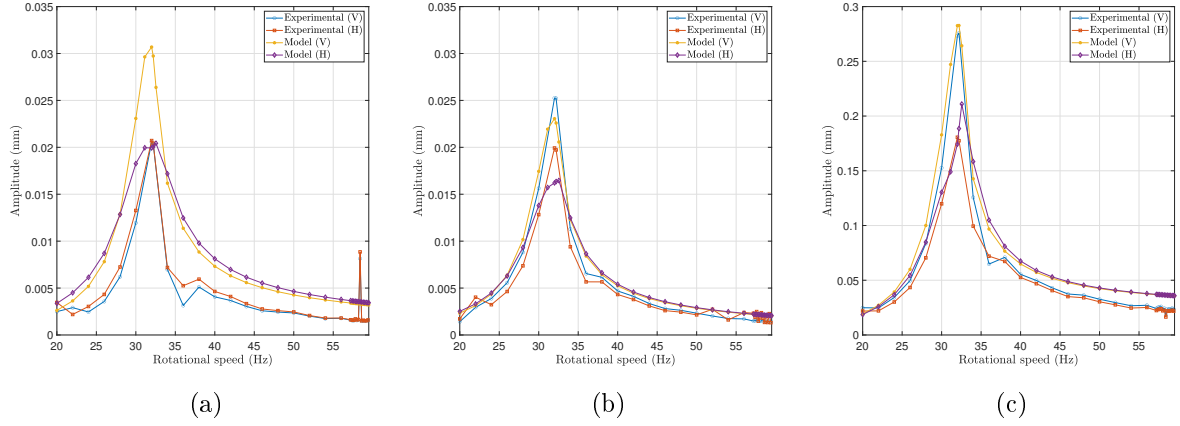 0.035
0.03
0.025
0.02
0.015
0.01
0.005
0
20 25 30 35 40 45 50 55
Amplitude (mm)
Rotational speed (Hz)
Experimental (V)
Experimental (H)
Model (V)
Model (H)
(a)
0.035
0.03
0.025
0.02
0.015
0.01
0.005
0
20 25 30 35 40 45 50 55
Amplitude (mm)
Rotational speed (Hz)
Experimental (V)
Experimental (H)
Model (V)
Model (H)
(b)
0.3
0.25
0.2
0.15
0.1
0.05
0
20 25 30 35 40 45 50 55
Amplitude (mm)
Rotational speed (Hz)
Experimental (V)
Experimental (H)
Model (V)
Model (H)
(c)